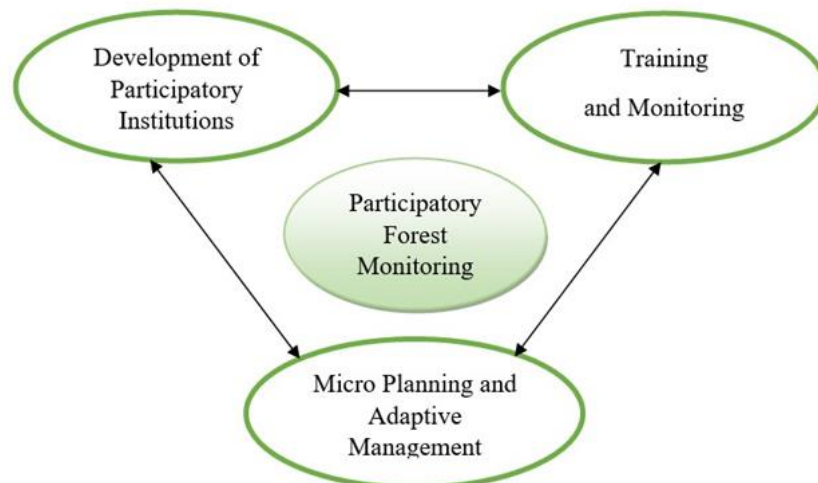 Development of
Participatory
Institutions
Training
and Monitoring
Participatory
Forest
Monitoring
Micro Planning and
Adaptive
Management